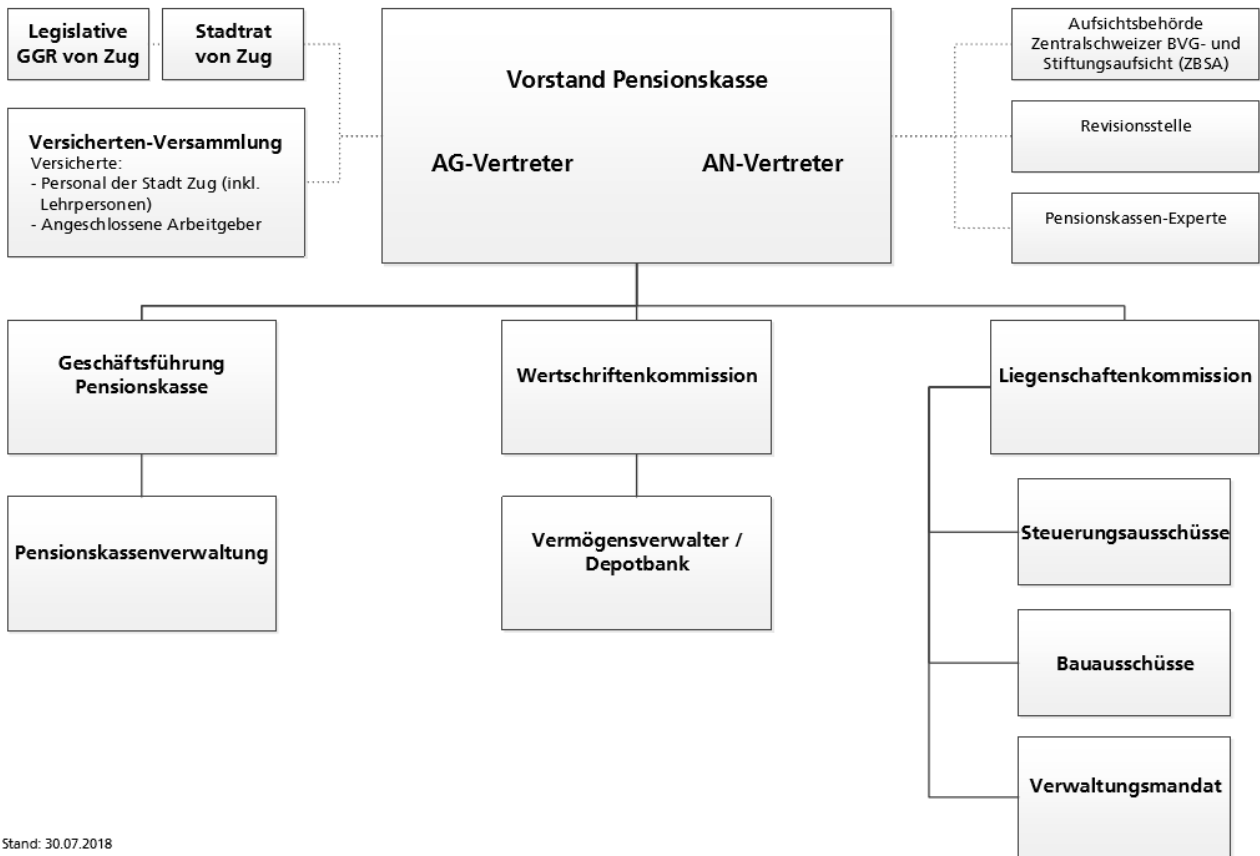 Legislative
GGR von Zug
Stadtrat
von Zug
Versicherten-Versammlung
Versicherte:
- Personal der Stadt Zug (inkl.
Lehrpersonen)
- Angeschlossene Arbeitgeber
Vorstand Pensionskasse
AG-Vertreter
AN-Vertreter
Aufsichtsbehörde
Zentralschweizer BVG- und
Stiftungsaufsicht (ZBSA)
Revisionsstelle
Pensionskassen-Experte
Geschäftsführung
Pensionskasse
Wertschriftenkommission
Liegenschaftenkommission
Pensionskassenverwaltung
Vermögensverwalter /
Depotbank
Steuerungsausschüsse
Bauausschüsse
Verwaltungsmandat
Stand: 30.07.2018